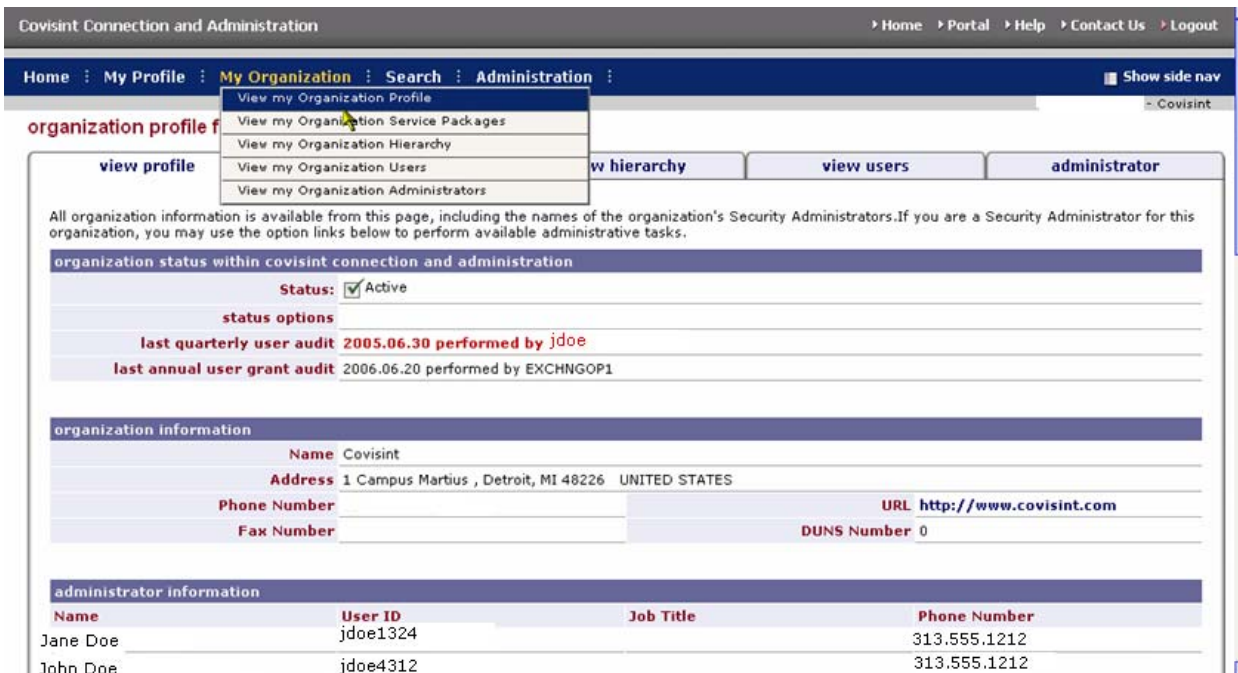 Covisint Connection and Administration
Home Portal Help Contact Us Logout
Home My Profile My Organization Search Administration
Show side nav
View my Organization Profile
View my Organization Service Packages
View my Organization Hierarchy
View my Organization Users
View my Organization Administrators
- Covisint
organization profile f
view profile w hierarchy view users administrator
All organization information is available from this page, including the names of the organization's Security Administrators.If you are a Security Administrator for this
organization, you may use the option links below to perform available administrative tasks.
organization status within covisint connection and administration
Status: Active
status options
last quarterly user audit 2005.06.30 performed by jdoe
last annual user grant audit 2006.06.20 performed by EXCHNGOP1
organization information
Name Covisint
Address 1 Campus Martius , Detroit, MI 48226 UNITED STATES
Phone Number URL http://www.covisint.com
Fax Number DUNS Number 0
administrator information
Name User ID Job Title Phone Number
Jane Doe jdoe1324 313.555.1212
John Doe jdoe4312 313.555.1212